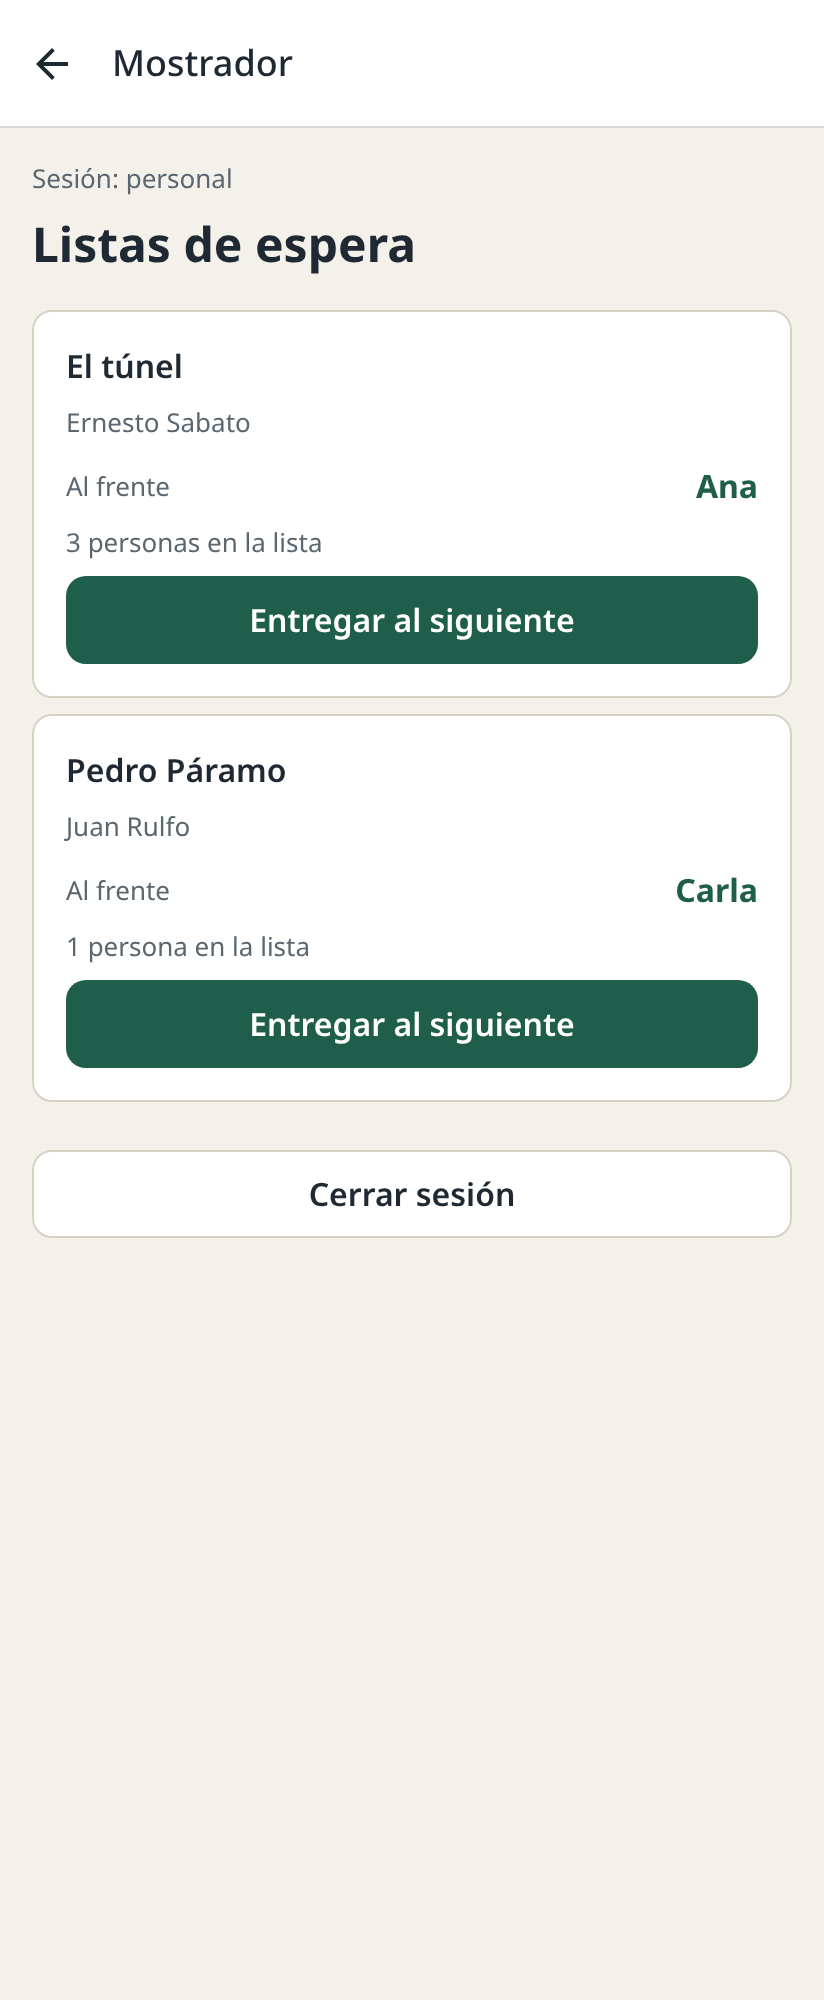 Mostrador
Sesión: personal
Listas de espera
El túnel
Ernesto Sabato
Al frente
Ana
3 personas en la lista
Entregar al siguiente
Pedro Páramo
Juan Rulfo
Al frente
Carla
1 persona en la lista
Entregar al siguiente
Cerrar sesión